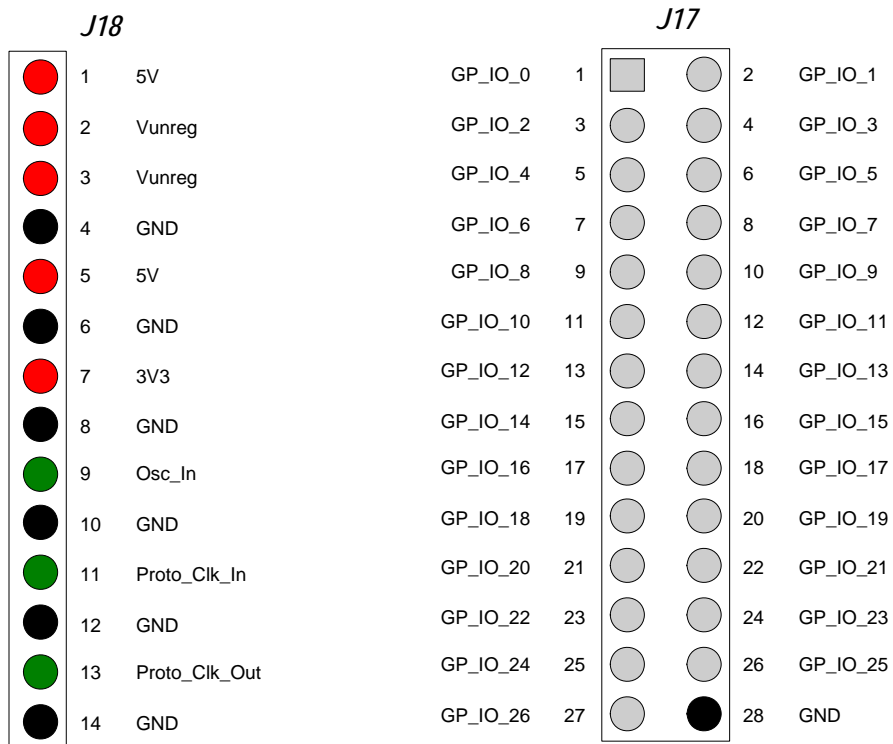 J18
1 5V
2 Vunreg
3 Vunreg
4 GND
5 5V
6 GND
7 3V3
8 GND
9 Osc_In
10 GND
11 Proto_Clk_In
12 GND
13 Proto_Clk_Out
14 GND
J17
GP_IO_0 1 2 GP_IO_1
GP_IO_2 3 4 GP_IO_3
GP_IO_4 5 6 GP_IO_5
GP_IO_6 7 8 GP_IO_7
GP_IO_8 9 10 GP_IO_9
GP_IO_10 11 12 GP_IO_11
GP_IO_12 13 14 GP_IO_13
GP_IO_14 15 16 GP_IO_15
GP_IO_16 17 18 GP_IO_17
GP_IO_18 19 20 GP_IO_19
GP_IO_20 21 22 GP_IO_21
GP_IO_22 23 24 GP_IO_23
GP_IO_24 25 26 GP_IO_25
GP_IO_26 27 28 GND